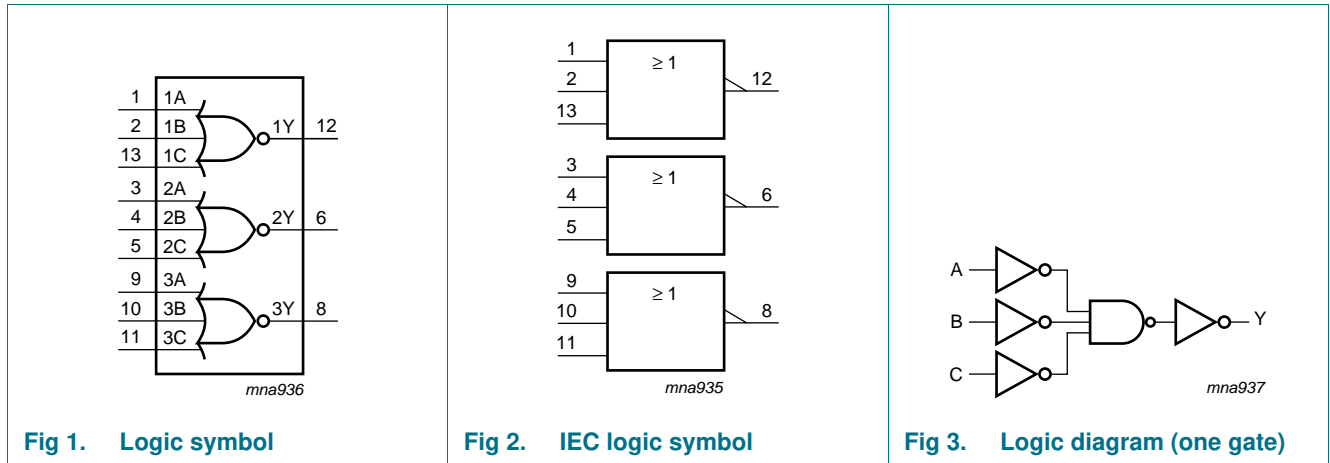 1 1A
2 1B 1Y 12
13 1C
3 2A
4 2B 2Y 6
5 2C
9 3A
10 3B 3Y 8
11 3C
mna936
Fig 1. Logic symbol
1 ≥ 1
2 12
13
3 ≥ 1
4 6
5
9 ≥ 1
10 8
11
mna935
Fig 2. IEC logic symbol
A
B Y
C
mna937
Fig 3. Logic diagram (one gate)